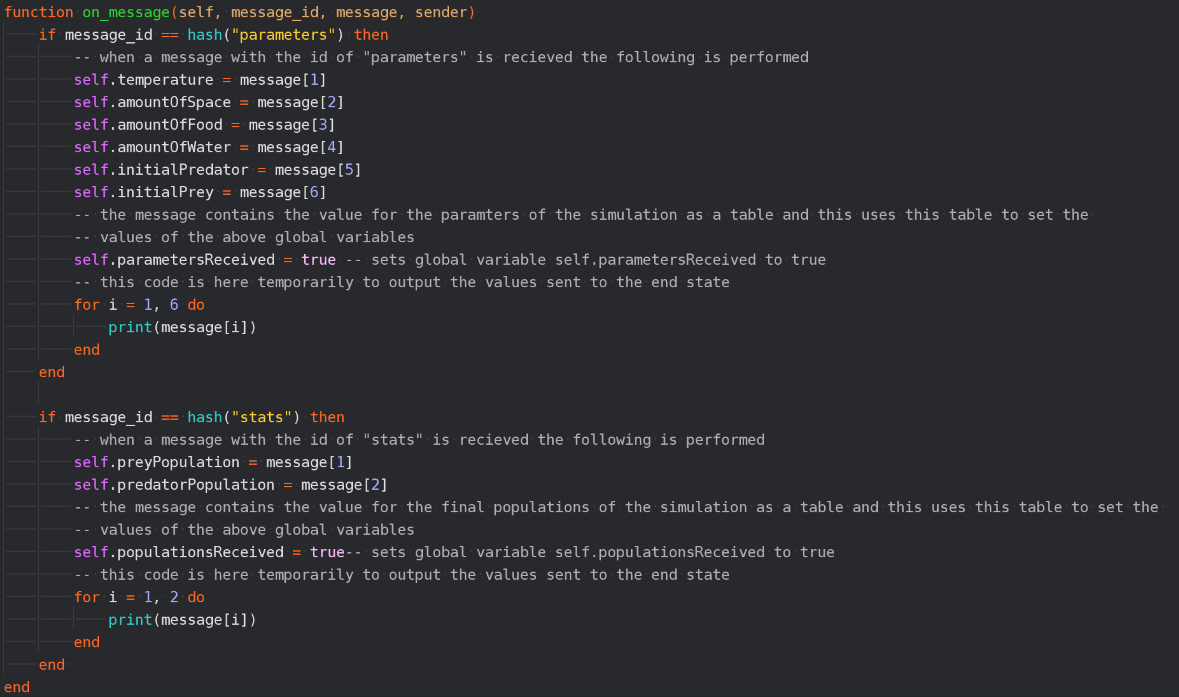 function on_message(self, message_id, message, sender)
    if message_id == hash("parameters") then
        -- when a message with the id of "parameters" is recieved the following is performed
        self.temperature = message[1]
        self.amountOfSpace = message[2]
        self.amountOfFood = message[3]
        self.amountOfWater = message[4]
        self.initialPredator = message[5]
        self.initialPrey = message[6]
        -- the message contains the value for the paramters of the simulation as a table and this uses this table to set the
        -- values of the above global variables
        self.parametersReceived = true -- sets global variable self.parametersReceived to true
        -- this code is here temporarily to output the values sent to the end state
        for i = 1, 6 do
            print(message[i])
        end
    end

    if message_id == hash("stats") then
        -- when a message with the id of "stats" is recieved the following is performed
        self.preyPopulation = message[1]
        self.predatorPopulation = message[2]
        -- the message contains the value for the final populations of the simulation as a table and this uses this table to set the
        -- values of the above global variables
        self.populationsReceived = true-- sets global variable self.populationsReceived to true
        -- this code is here temporarily to output the values sent to the end state
        for i = 1, 2 do
            print(message[i])
        end
    end
end